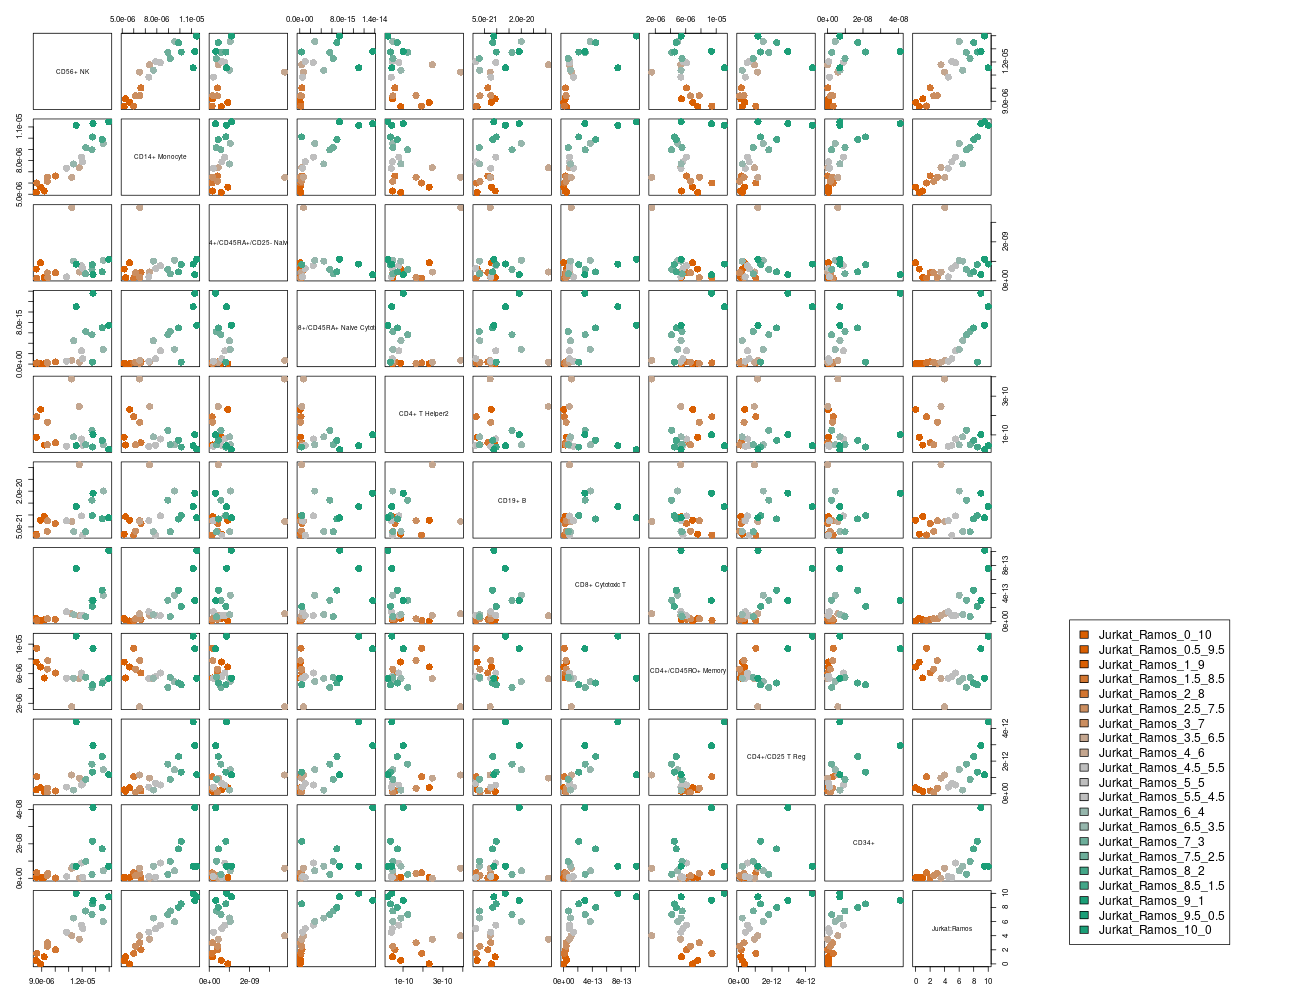 5.0e-06 8.0e-06 1.1e-05 0.0e+00 8.0e-15 1.4e-14 5.0e-21 2.0e-20 2e-06 6e-06 1e-05 0e+00 2e-08 4e-08
CD56+ NK
9.0e-06 1.2e-05
CD14+ Monocyte
5.0e-06 8.0e-06 1.1e-05
4+/CD45RA+/CD25- Naiv
0e+00 2e-09
8+/CD45RA+ Naive Cytot
0.0e+00 8.0e-15
CD4+ T Helper2
1e-10 3e-10
CD19+ B
5.0e-21 2.0e-20
CD8+ Cytotoxic T
0e+00 4e-13 8e-13
CD4+/CD45RO+ Memory
2e-06 6e-06 1e-05
CD4+/CD25 T Reg
0e+00 2e-12 4e-12
CD34+
0e+00 2e-08 4e-08
Jurkat:Ramos
0 2 4 6 8 10
9.0e-06 1.2e-05 0e+00 2e-09 1e-10 3e-10 0e+00 4e-13 8e-13 0e+00 2e-12 4e-12 0 2 4 6 8 10
Jurkat_Ramos_0_10
Jurkat_Ramos_0.5_9.5
Jurkat_Ramos_1_9
Jurkat_Ramos_1.5_8.5
Jurkat_Ramos_2_8
Jurkat_Ramos_2.5_7.5
Jurkat_Ramos_3_7
Jurkat_Ramos_3.5_6.5
Jurkat_Ramos_4_6
Jurkat_Ramos_4.5_5.5
Jurkat_Ramos_5_5
Jurkat_Ramos_5.5_4.5
Jurkat_Ramos_6_4
Jurkat_Ramos_6.5_3.5
Jurkat_Ramos_7_3
Jurkat_Ramos_7.5_2.5
Jurkat_Ramos_8_2
Jurkat_Ramos_8.5_1.5
Jurkat_Ramos_9_1
Jurkat_Ramos_9.5_0.5
Jurkat_Ramos_10_0